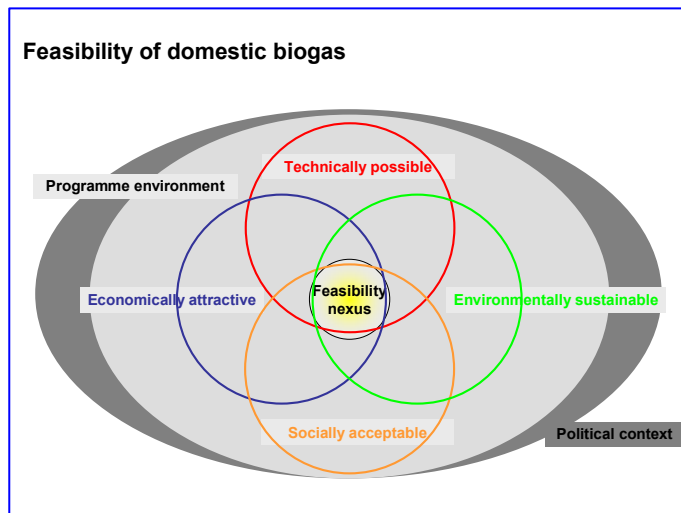 Feasibility of domestic biogas
Technically possible
Programme environment
Feasibility
nexus
Economically attractive
Environmentally sustainable
Socially acceptable
Political context